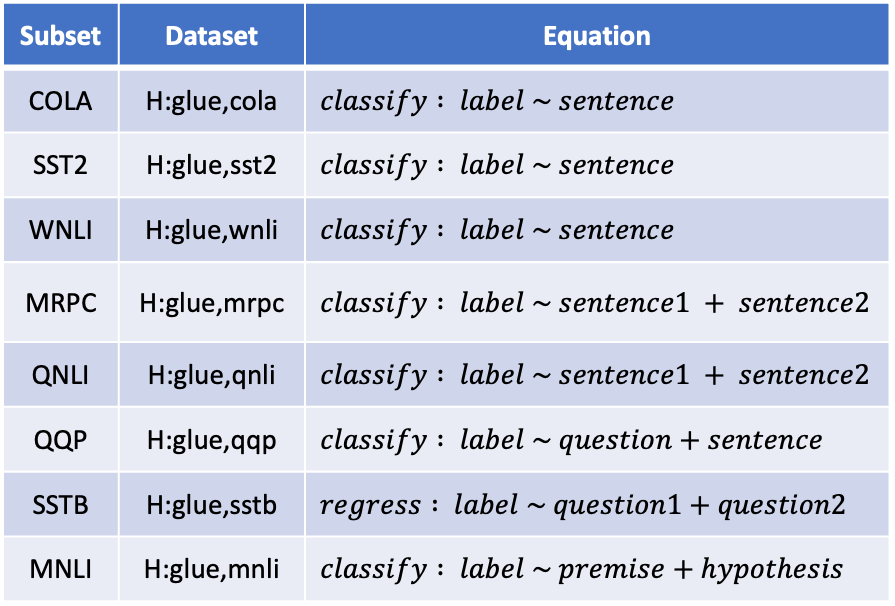 Subset Dataset Equation
COLA H:glue,cola classify : label ~ sentence
SST2 H:glue,sst2 classify : label ~ sentence
WNLI H:glue,wnli classify : label ~ sentence
MRPC H:glue,mrpc classify : label ~ sentence1 + sentence2
QNLI H:glue,qnli classify : label ~ sentence1 + sentence2
QQP H:glue,qqp classify : label ~ question + sentence
SSTB H:glue,sstb regress : label ~ question1 + question2
MNLI H:glue,mnli classify : label ~ premise + hypothesis